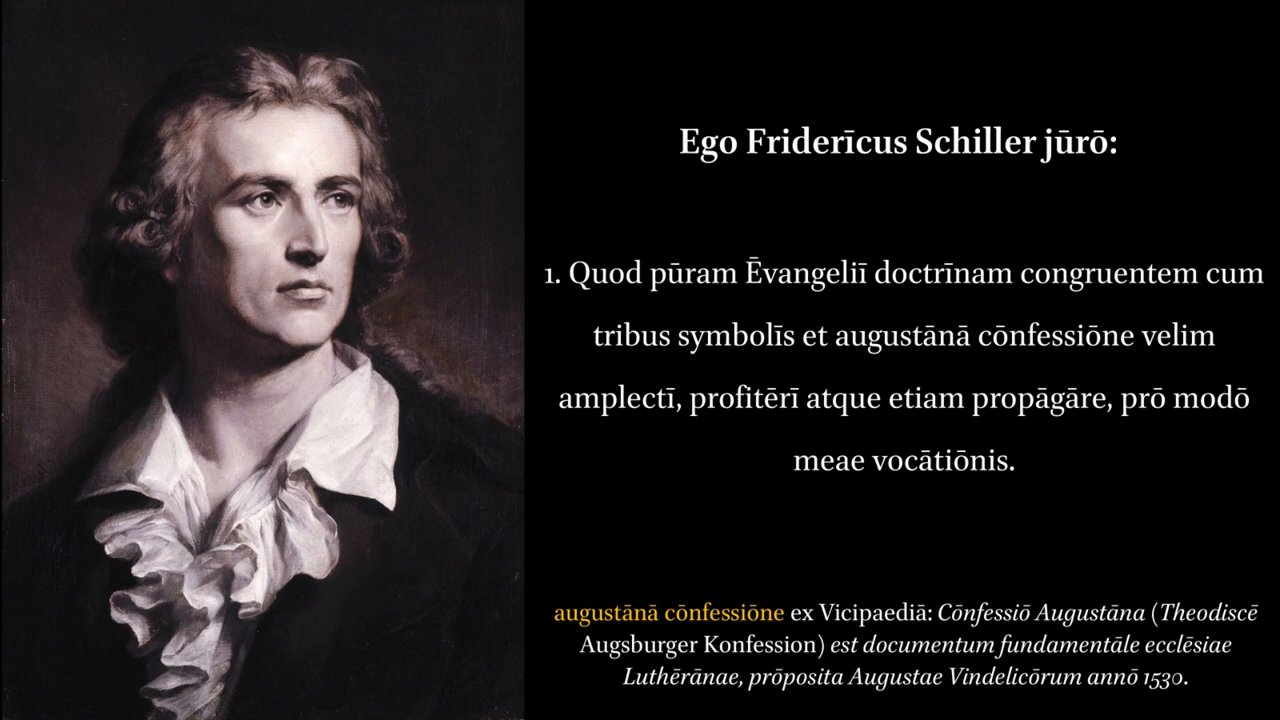 Ego Friderīcus Schiller jūrō:
1. Quod pūram Ēvangeliī doctrīnam congruentem cum
tribus symbolīs et augustānā cōnfessiōne velim
amplectī, profitērī atque etiam propāgāre, prō modō
meae vocātiōnis.
augustānā cōnfessiōne ex Vicipaediā: Cōnfessiō Augustāna (Theodiscē
Augsburger Konfession) est documentum fundamentāle ecclēsiae
Luthērānae, prōposita Augustae Vindelicōrum annō 1530.